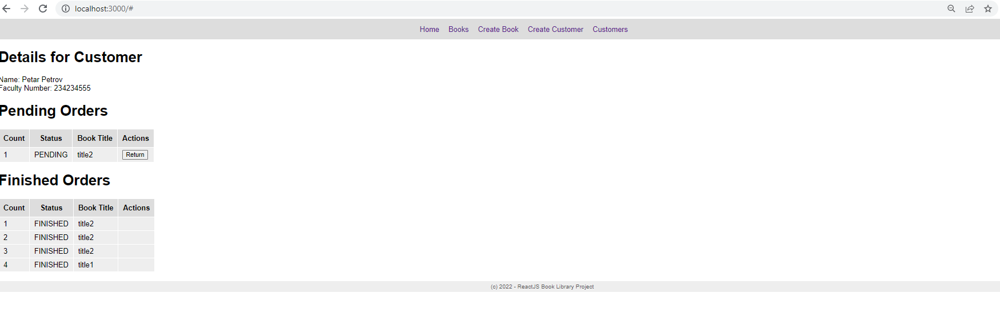 localhost:3000/#
Home Books Create Book Create Customer Customers
Details for Customer
Name: Petar Petrov
Faculty Number: 234234555
Pending Orders
Count Status Book Title Actions
1 PENDING title2 Return
Finished Orders
Count Status Book Title Actions
1 FINISHED title2
2 FINISHED title2
3 FINISHED title2
4 FINISHED title1
(c) 2022 - ReactJS Book Library Project